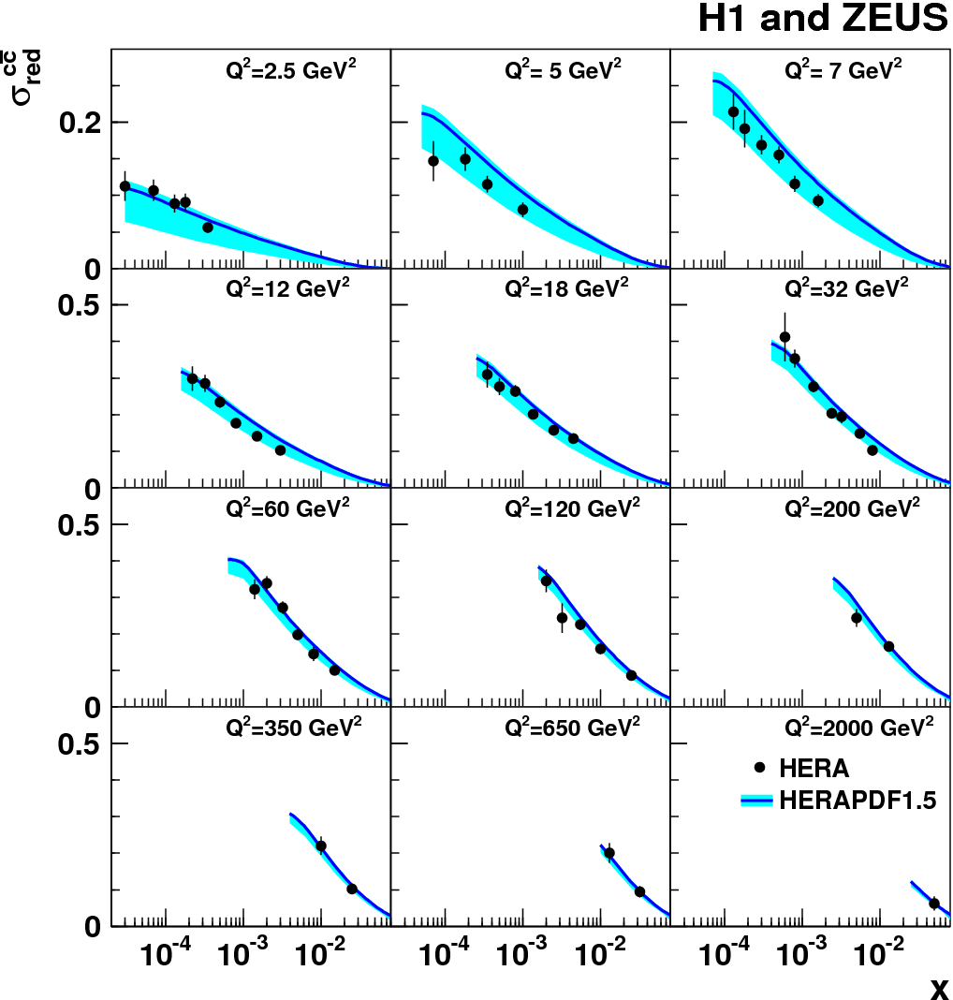 H1 and ZEUS
σ_red^cc̄
Q²=2.5 GeV²
Q²= 5 GeV²
Q²= 7 GeV²
0.2
0
Q²=12 GeV²
Q²=18 GeV²
Q²=32 GeV²
0.5
0
Q²=60 GeV²
Q²=120 GeV²
Q²=200 GeV²
0.5
0
Q²=350 GeV²
Q²=650 GeV²
Q²=2000 GeV²
0.5
HERA
HERAPDF1.5
0
10⁻⁴ 10⁻³ 10⁻² 10⁻⁴ 10⁻³ 10⁻² 10⁻⁴ 10⁻³ 10⁻²
x